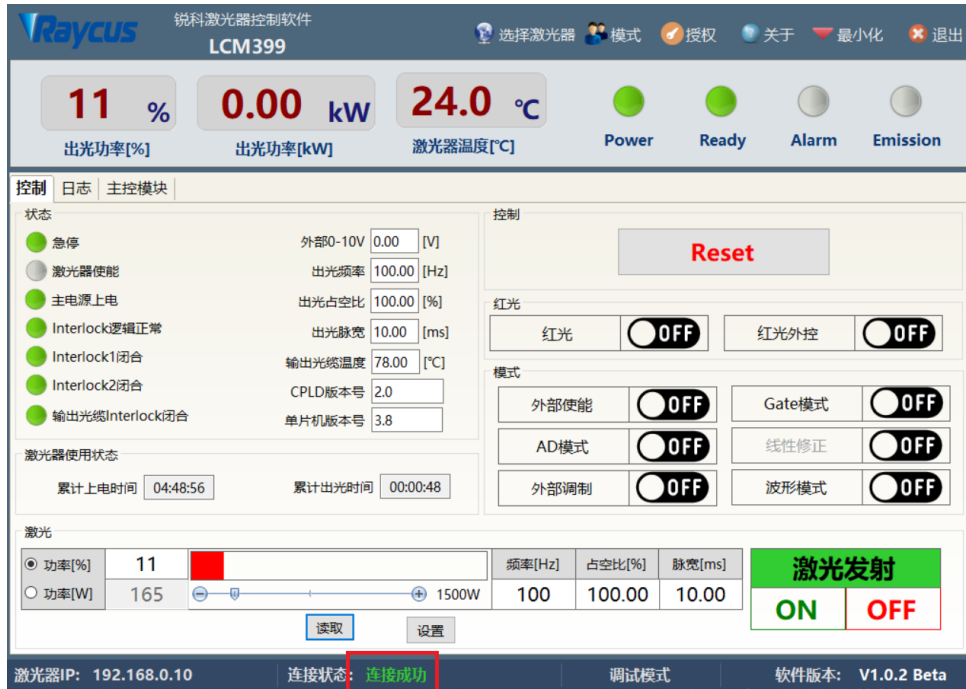 Raycus 锐科激光器控制软件
LCM399
选择激光器 模式 授权 关于 最小化 退出
11 % 0.00 kW 24.0 ℃
出光功率[%] 出光功率[kW] 激光器温度[℃] Power Ready Alarm Emission
控制 日志 主控模块
状态
急停 外部0-10V 0.00 [V]
激光器使能 出光频率 100.00 [Hz]
主电源上电 出光占空比 100.00 [%]
Interlock逻辑正常 出光脉宽 10.00 [ms]
Interlock1闭合 输出光缆温度 78.00 [℃]
Interlock2闭合 CPLD版本号 2.0
输出光缆Interlock闭合 单片机版本号 3.8
控制
Reset
红光
红光 OFF 红光外控 OFF
模式
外部使能 OFF Gate模式 OFF
AD模式 OFF 线性修正 OFF
外部调制 OFF 波形模式 OFF
激光器使用状态
累计上电时间 04:48:56 累计出光时间 00:00:48
激光
功率[%] 11 频率[Hz] 占空比[%] 脉宽[ms] 激光发射
功率[W] 165 1500W 100 100.00 10.00 ON OFF
读取 设置
激光器IP: 192.168.0.10 连接状态: 连接成功 调试模式 软件版本: V1.0.2 Beta